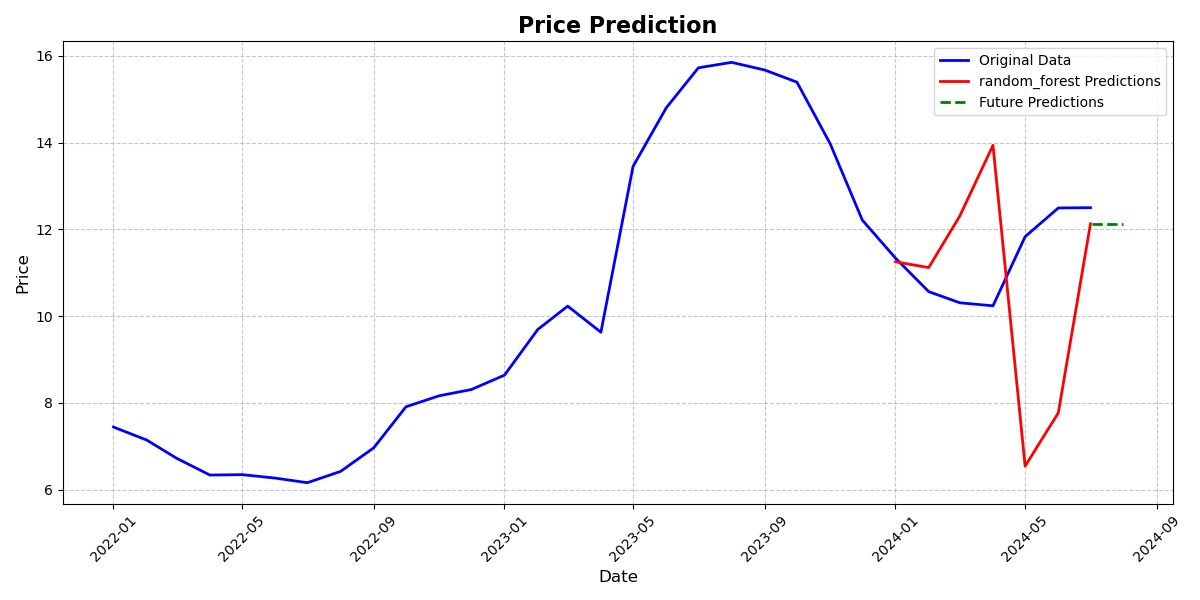 Price Prediction
Original Data
random_forest Predictions
Future Predictions
Price
16
14
12
10
8
6
2022-01
2022-05
2022-09
2023-01
2023-05
2023-09
2024-01
2024-05
2024-09
Date